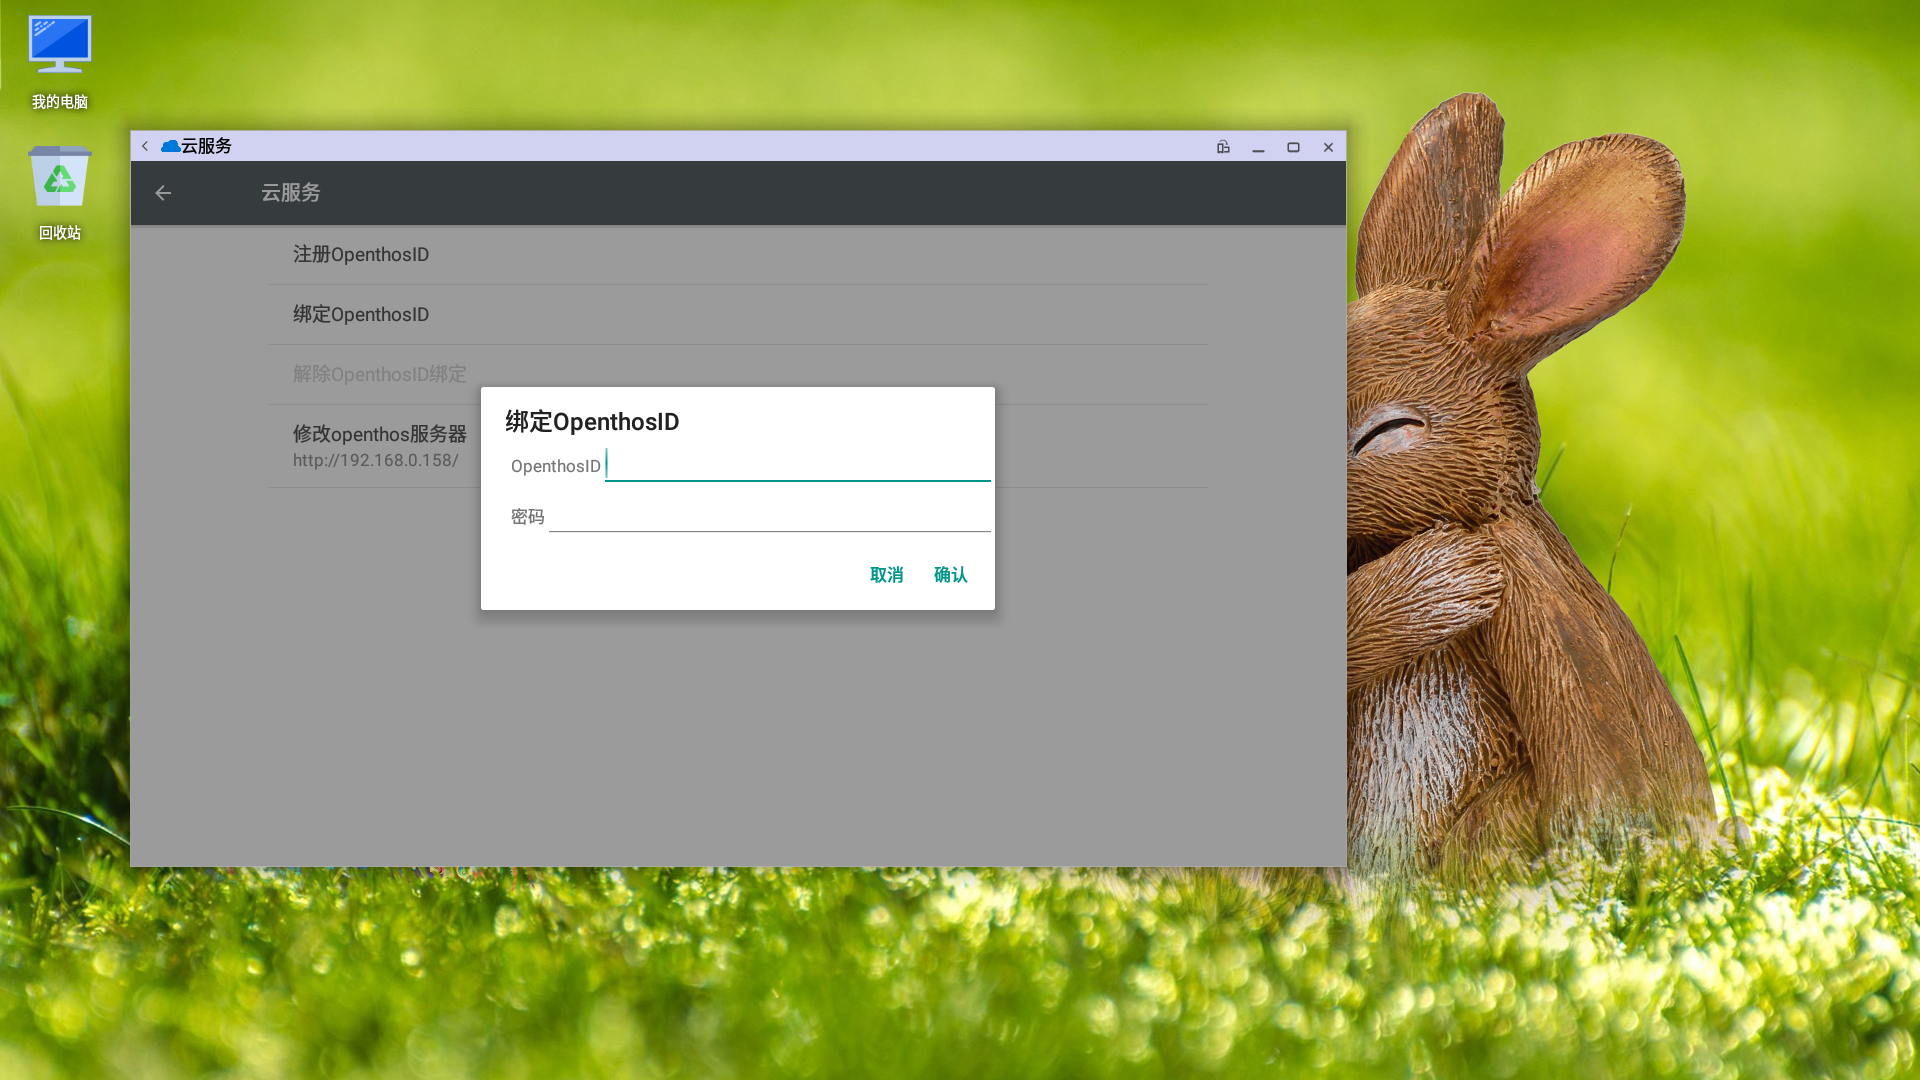 我的电脑
回收站
云服务
云服务
注册OpenthosID
绑定OpenthosID
解除OpenthosID绑定
修改openthos服务器
http://192.168.0.158/
绑定OpenthosID
OpenthosID
密码
取消 确认